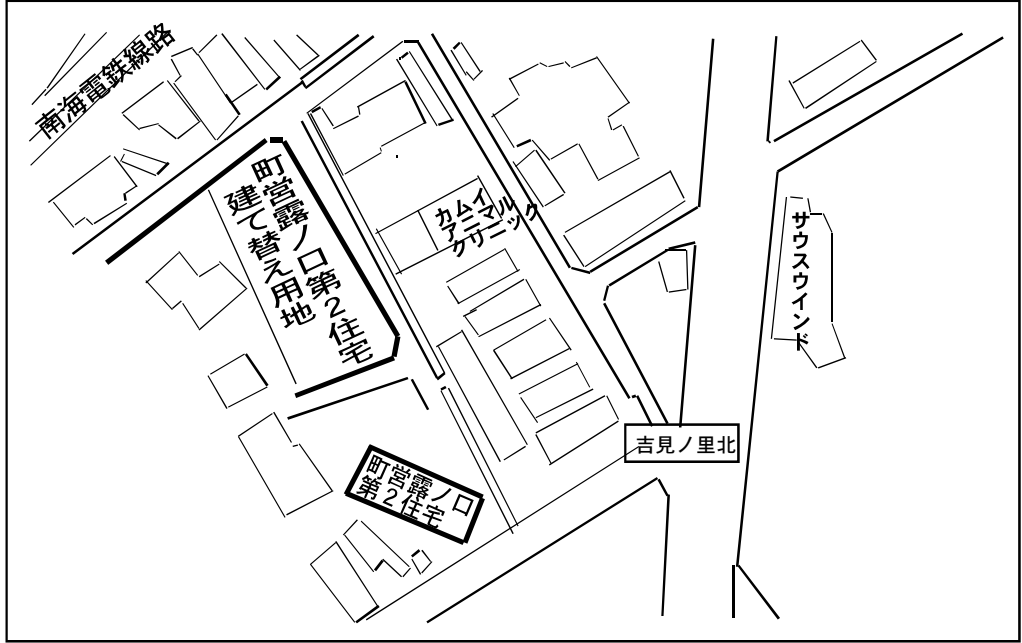 南海電鉄線路
町営露ノ口第２住宅
建て替え用地
カムイ
アニマル
クリニック
サウスウインド
吉見ノ里北
町営露ノ口
第２住宅